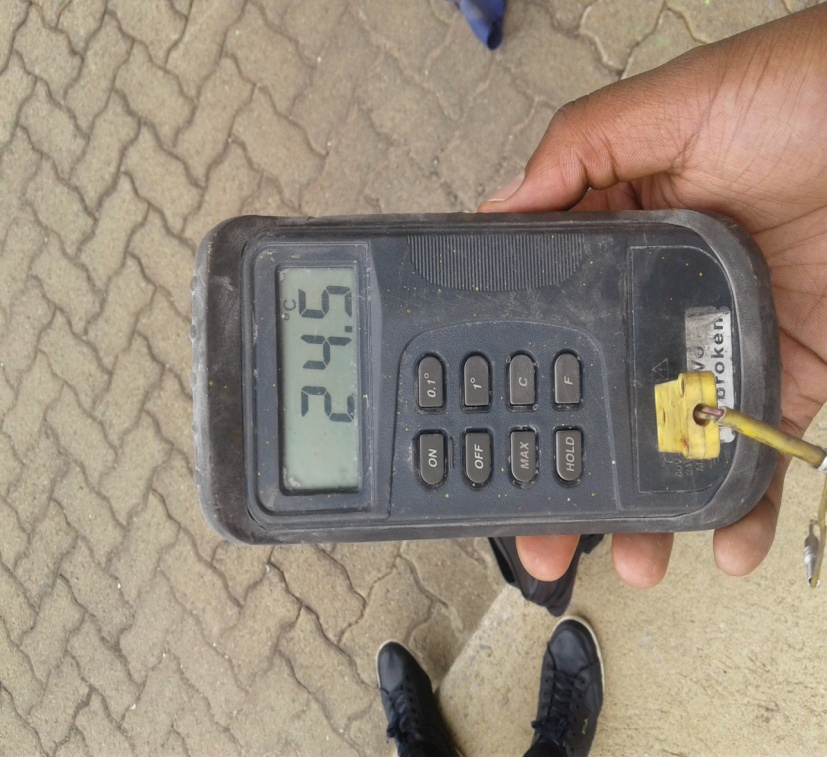 24.5 °C
ON
0.1°
OFF
1°
MAX
C
HOLD
F
broken